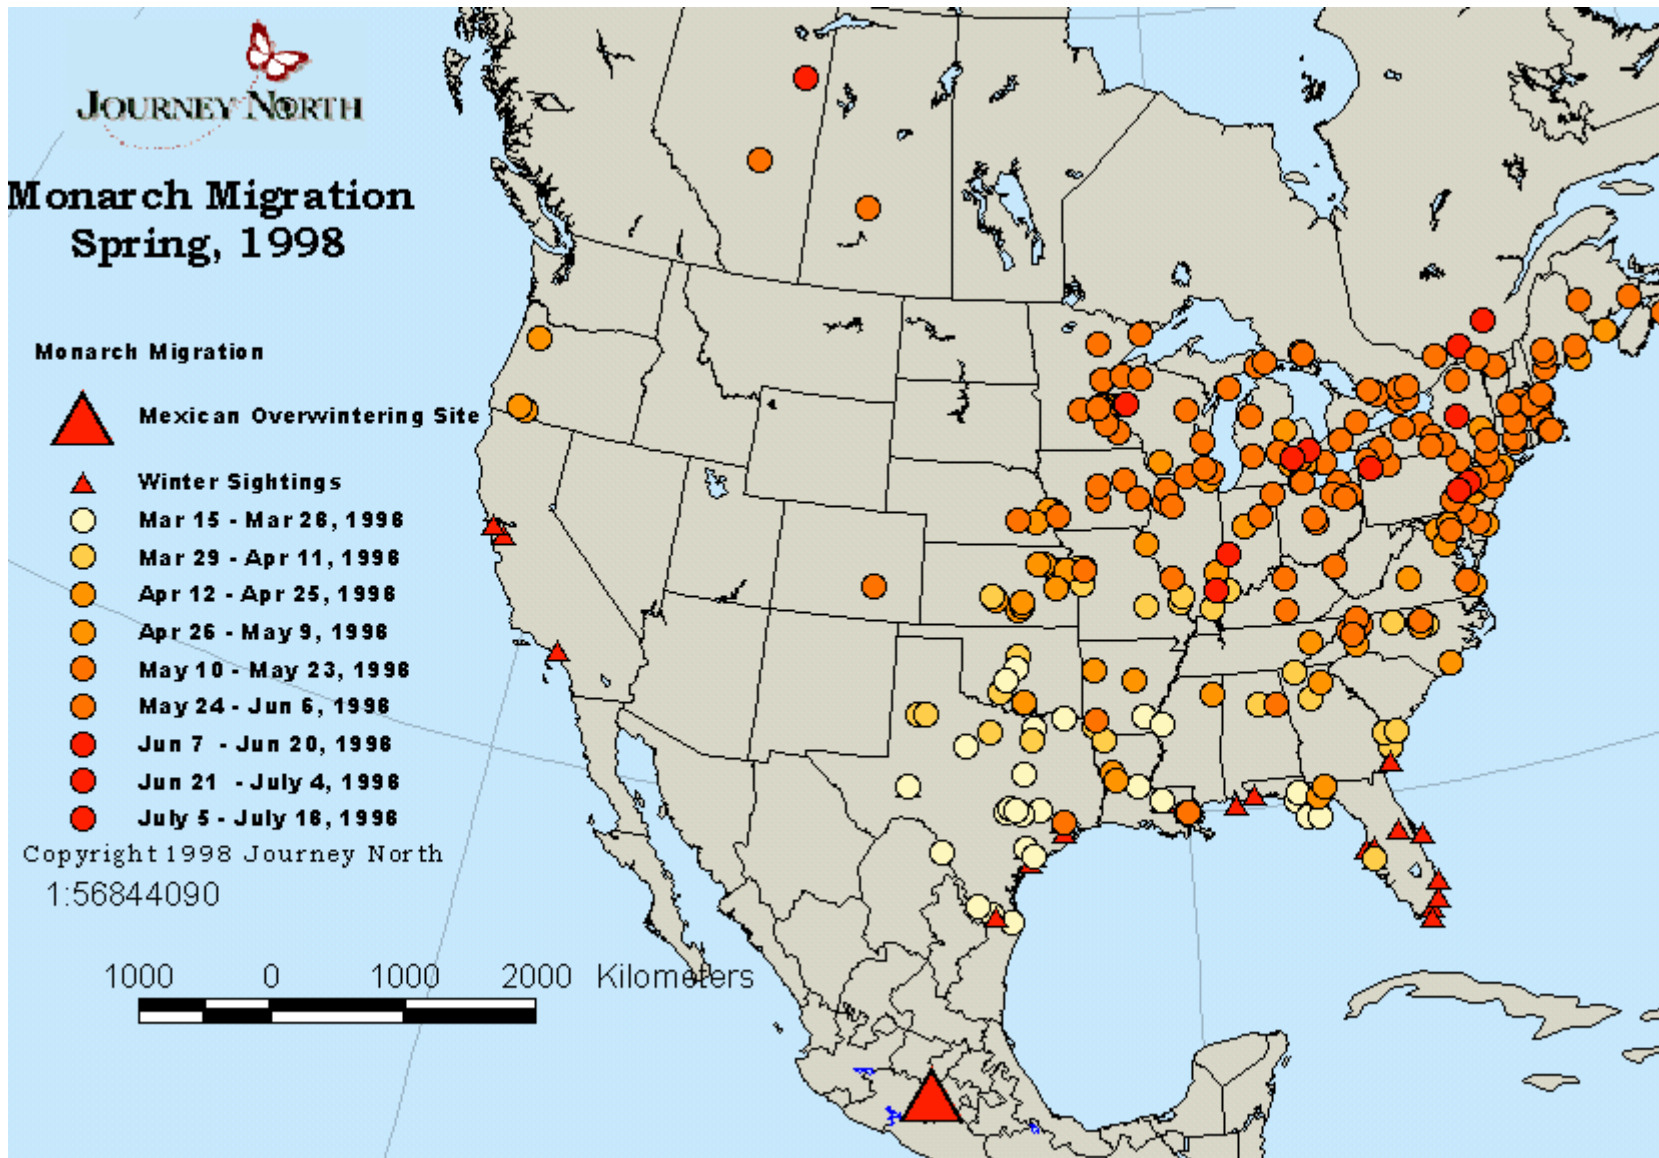 JOURNEY NORTH
Monarch Migration
Spring, 1998
Monarch Migration
Mexican Overwintering Site
Winter Sightings
Mar 15 - Mar 28, 1998
Mar 29 - Apr 11, 1998
Apr 12 - Apr 25, 1998
Apr 26 - May 9, 1998
May 10 - May 23, 1998
May 24 - Jun 6, 1998
Jun 7 - Jun 20, 1998
Jun 21 - July 4, 1998
July 5 - July 18, 1998
Copyright 1998 Journey North
1:56844090
1000 0 1000 2000 Kilometers